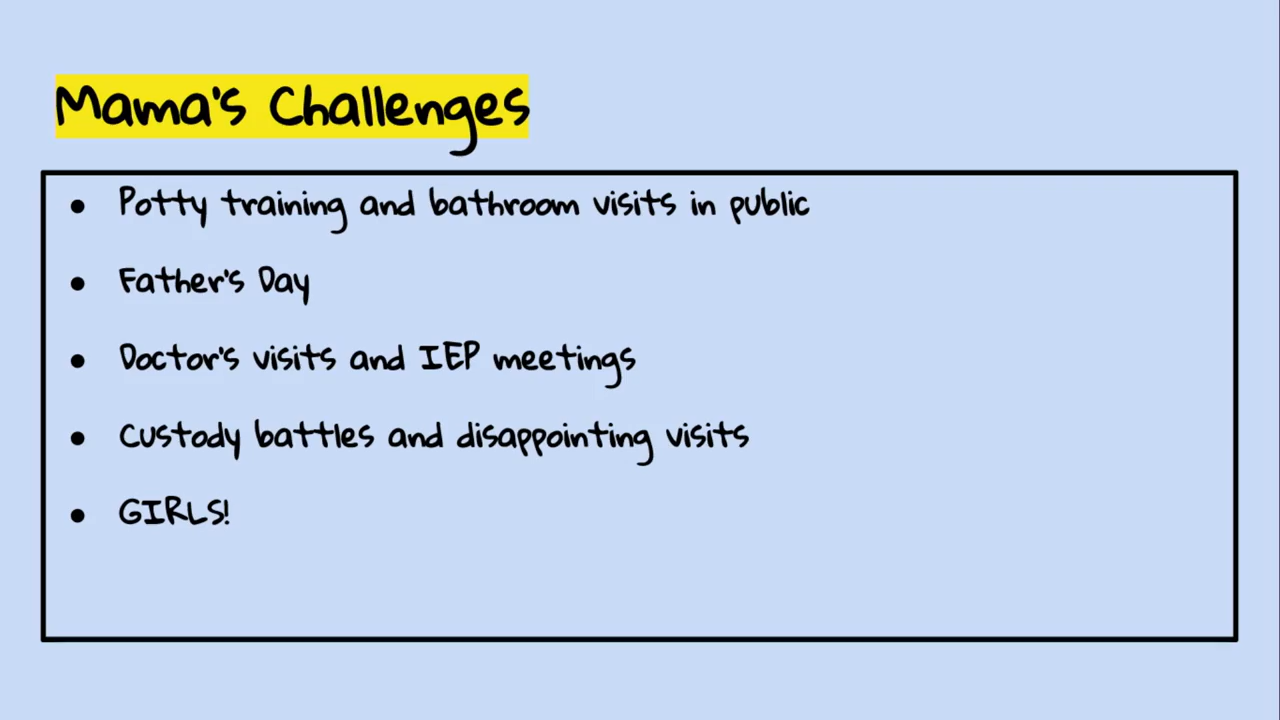 Mama's Challenges
● Potty training and bathroom visits in public
● Father's Day
● Doctor's visits and IEP meetings
● Custody battles and disappointing visits
● GIRLS!